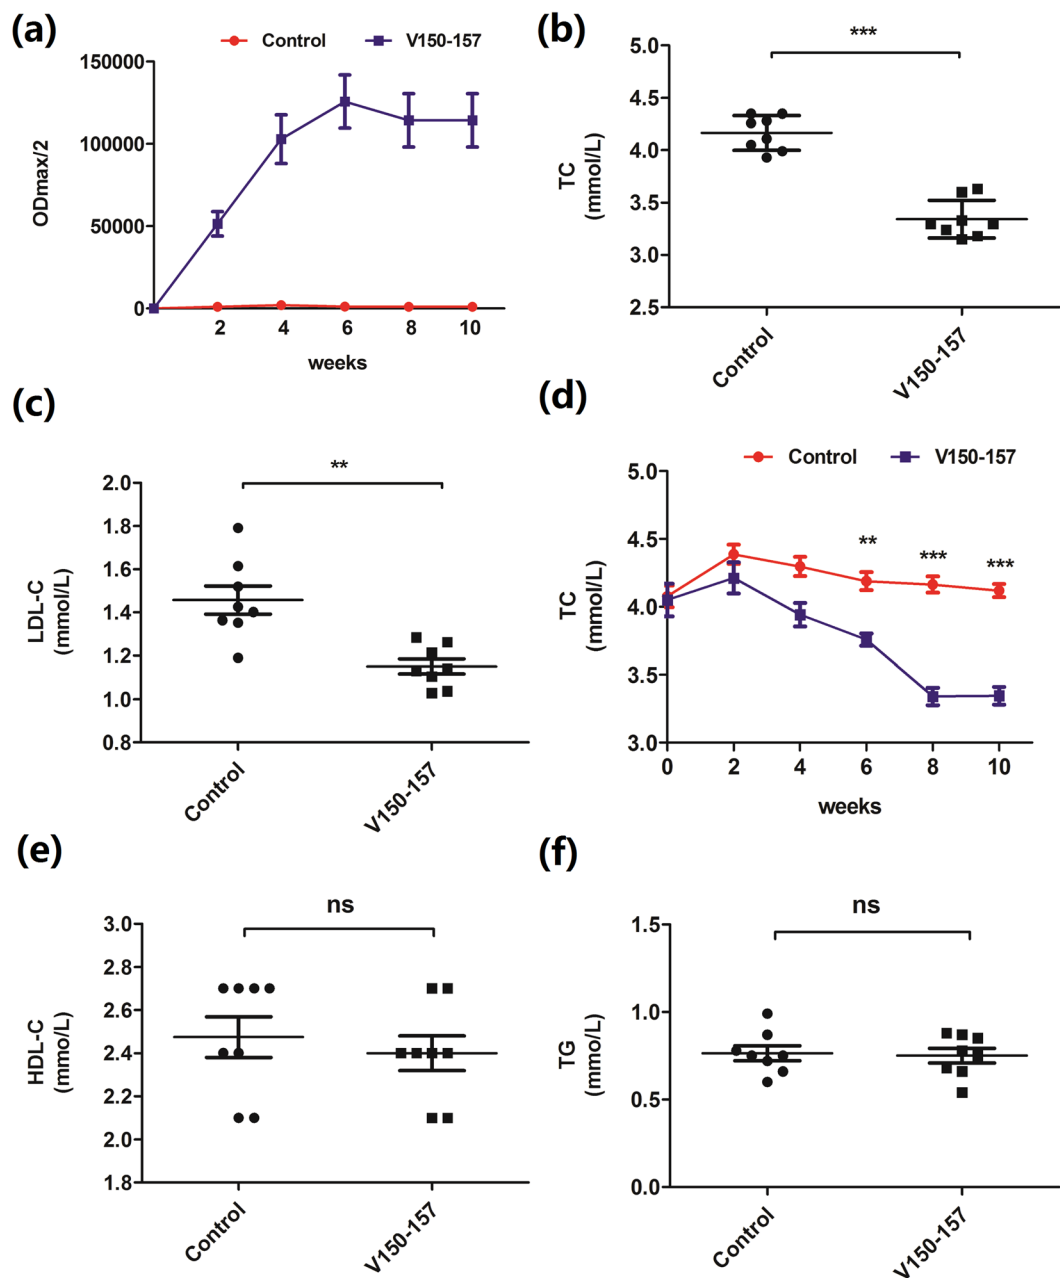 (a)
Control V150-157
150000
100000
50000
0
ODmax/2
2 4 6 8 10
weeks
(b)
***
5.0
4.5
4.0
3.5
3.0
2.5
TC
(mmol/L)
Control
V150-157
(c)
**
2.0
1.8
1.6
1.4
1.2
1.0
0.8
LDL-C
(mmol/L)
Control
V150-157
(d)
Control V150-157
5.0
4.5
4.0
3.5
3.0
TC
(mmol/L)
**
***
***
0 2 4 6 8 10
weeks
(e)
ns
3.0
2.8
2.6
2.4
2.2
2.0
1.8
HDL-C
(mmo/L)
Control
V150-157
(f)
ns
1.5
1.0
0.5
0.0
TG
(mmo/L)
Control
V150-157